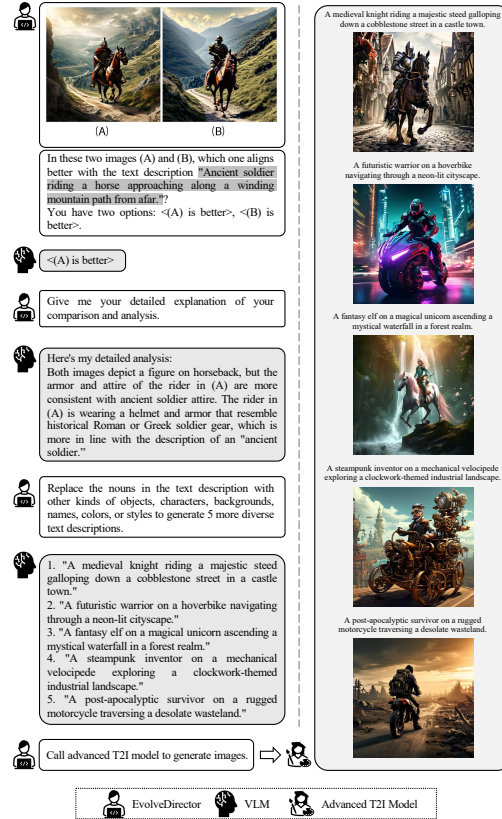 (A)
(B)
In these two images (A) and (B), which one aligns
better with the text description "Ancient soldier
riding a horse approaching along a winding
mountain path from afar."?
You have two options: <(A) is better>, <(B) is
better>.
<(A) is better>
Give me your detailed explanation of your
comparison and analysis.
Here's my detailed analysis:
Both images depict a figure on horseback, but the
armor and attire of the rider in (A) are more
consistent with ancient soldier attire. The rider
in (A) is wearing a helmet and armor that resemble
historical Roman or Greek soldier gear, which is
more in line with the description of an "ancient
soldier."
Replace the nouns in the text description with
other kinds of objects, characters, backgrounds,
names, colors, or styles to generate 5 more diverse
text descriptions.
1. "A medieval knight riding a majestic steed
galloping down a cobblestone street in a castle
town."
2. "A futuristic warrior on a hoverbike navigating
through a neon-lit cityscape."
3. "A fantasy elf on a magical unicorn ascending a
mystical waterfall in a forest realm."
4. "A steampunk inventor on a mechanical
velocipede exploring a clockwork-themed
industrial landscape."
5. "A post-apocalyptic survivor on a rugged
motorcycle traversing a desolate wasteland."
Call advanced T2I model to generate images.
A medieval knight riding a majestic steed galloping
down a cobblestone street in a castle town.
A futuristic warrior on a hoverbike
navigating through a neon-lit cityscape.
A fantasy elf on a magical unicorn ascending a
mystical waterfall in a forest realm.
A steampunk inventor on a mechanical velocipede
exploring a clockwork-themed industrial landscape.
A post-apocalyptic survivor on a rugged
motorcycle traversing a desolate wasteland.
EvolveDirector
VLM
Advanced T2I Model